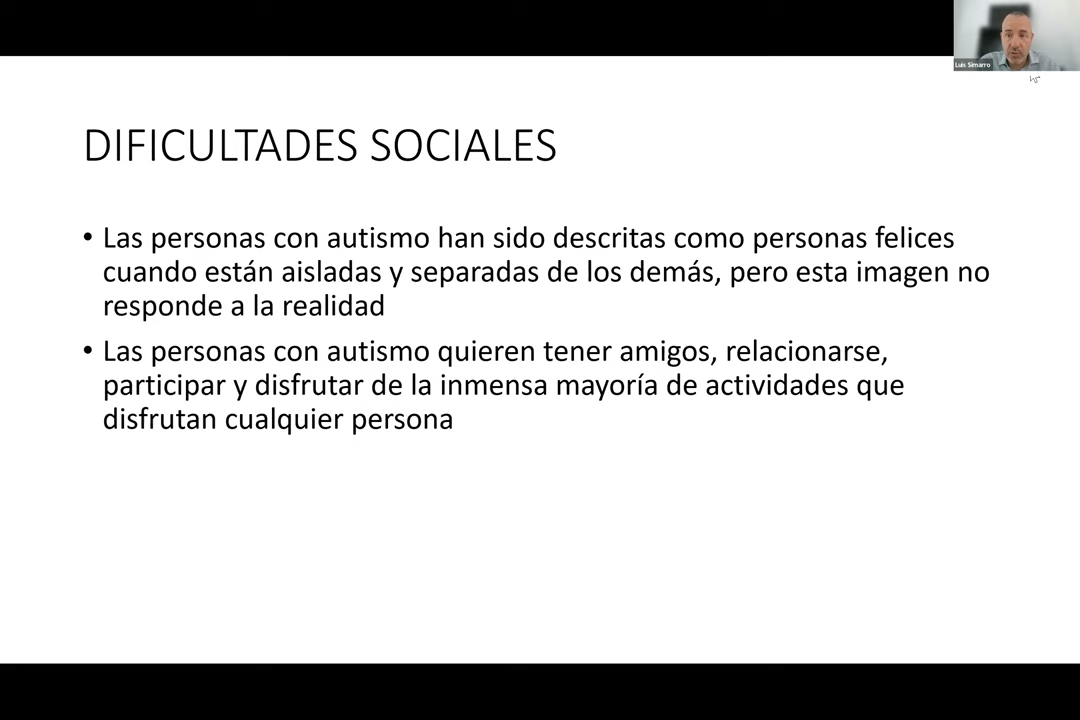 Luis Simarro
DIFICULTADES SOCIALES
• Las personas con autismo han sido descritas como personas felices
cuando están aisladas y separadas de los demás, pero esta imagen no
responde a la realidad
• Las personas con autismo quieren tener amigos, relacionarse,
participar y disfrutar de la inmensa mayoría de actividades que
disfrutan cualquier persona